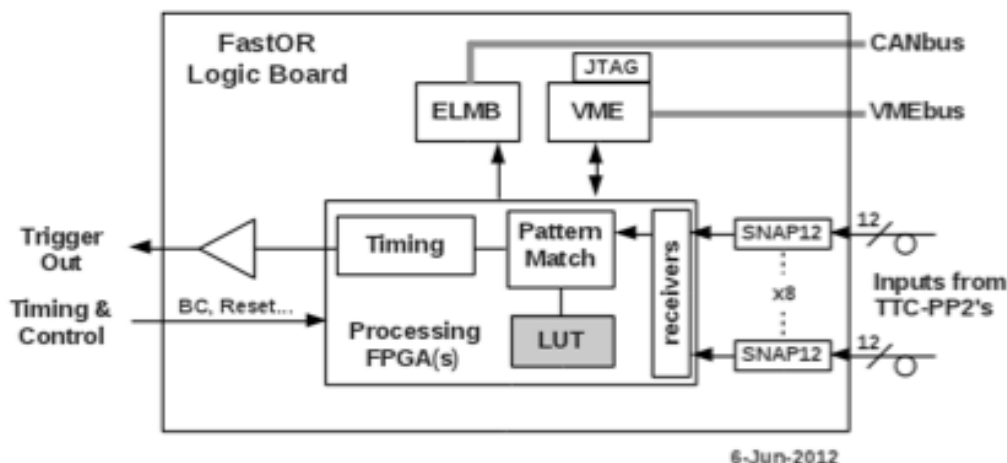 FastOR
Logic Board
CANbus
JTAG
ELMB
VME
VMEbus
Trigger
Out
Timing
Pattern
Match
receivers
SNAP12
12
Timing &
Control
BC, Reset...
Processing
FPGA(s)
LUT
x8
Inputs from
TTC-PP2's
SNAP12
12
6-Jun-2012